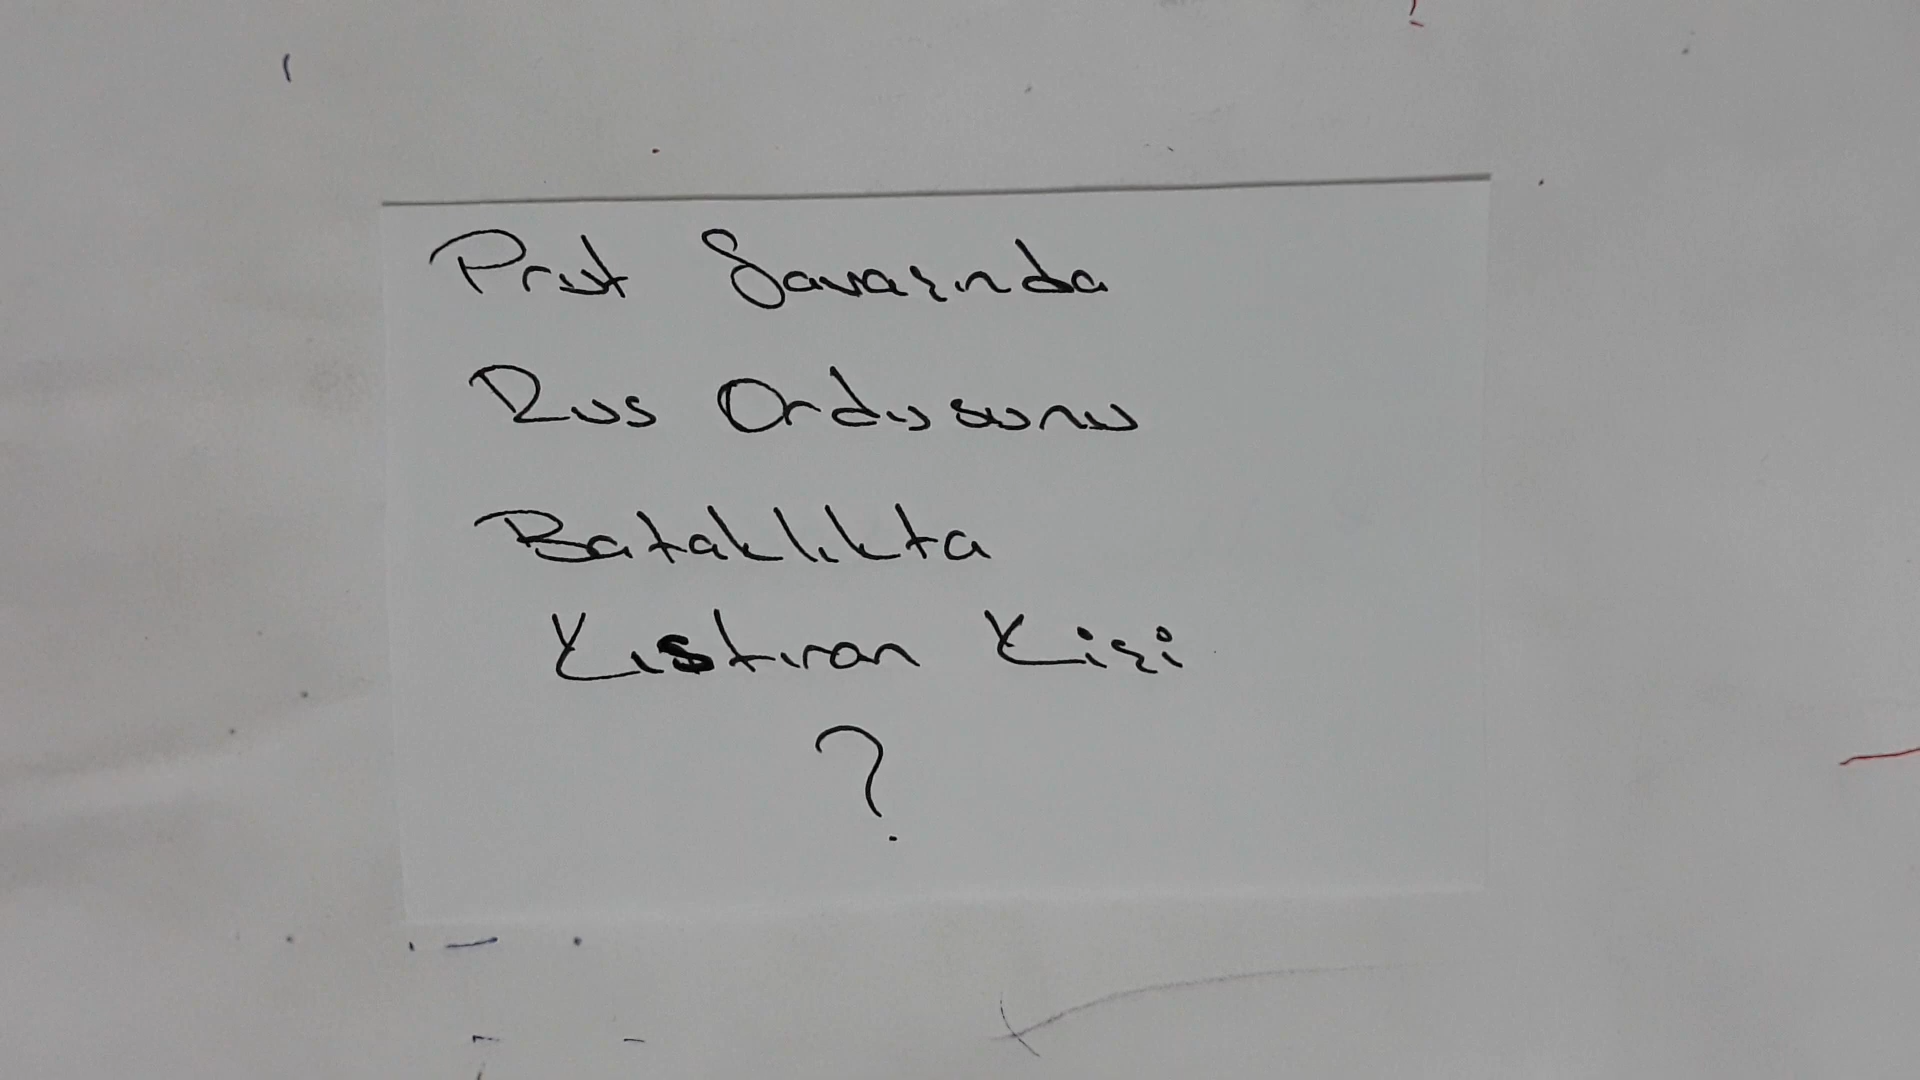 Prut Savaşında
Rus Ordusunu
Bataklıkta
Kıstıran Kişi
?